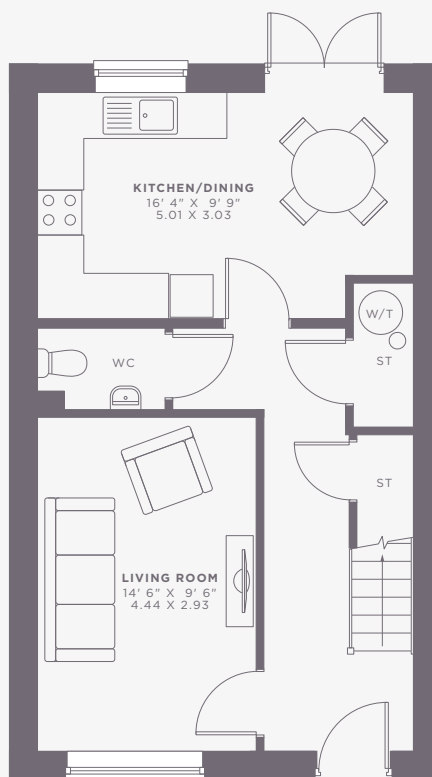 KITCHEN/DINING
16' 4" X 9' 9"
5.01 X 3.03
W/T
ST
WC
ST
LIVING ROOM
14' 6" X 9' 6"
4.44 X 2.93